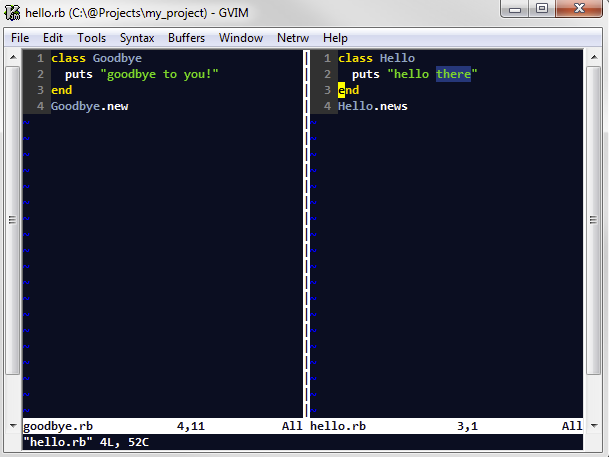 hello.rb (C:\@Projects\my_project) - GVIM
File Edit Tools Syntax Buffers Window Netrw Help
1 class Goodbye
2   puts "goodbye to you!"
3 end
4 Goodbye.new
1 class Hello
2   puts "hello there"
3 end
4 Hello.news
goodbye.rb 4,11 All
hello.rb 3,1 All
"hello.rb" 4L, 52C